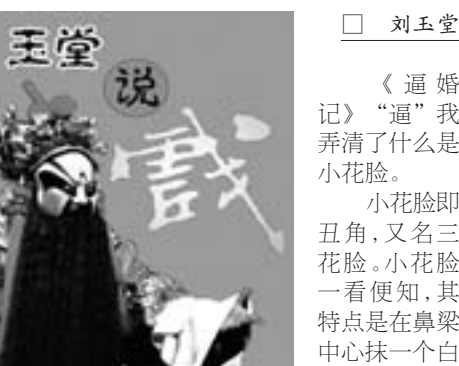 玉堂
说
戲
□ 刘玉堂
《逼婚
记》“逼”我
弄清了什么是
小花脸。
小花脸即
丑角,又名三
花脸。小花脸
一看便知,其
特点是在鼻梁
中心抹一个白